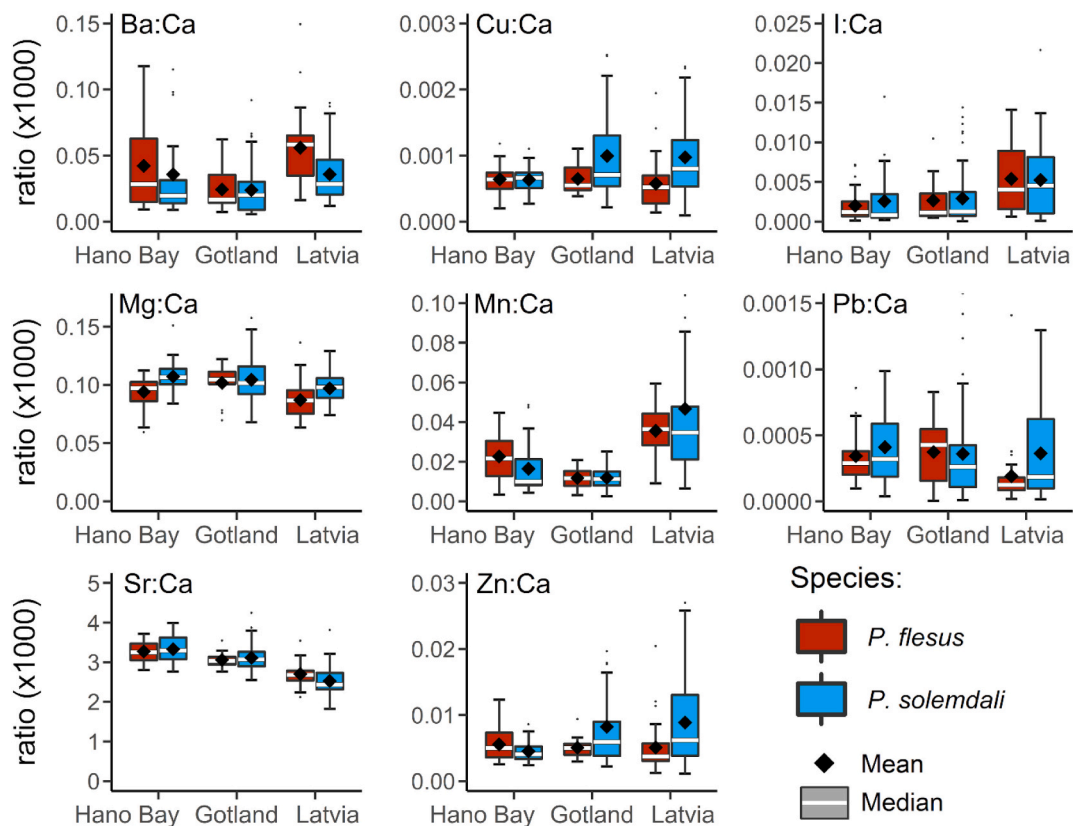 Ba:Ca
0.15
0.10
0.05
0.00
ratio (x1000)
Hano Bay Gotland Latvia
Cu:Ca
0.003
0.002
0.001
0.000
Hano Bay Gotland Latvia
I:Ca
0.025
0.020
0.015
0.010
0.005
0.000
Hano Bay Gotland Latvia
Mg:Ca
0.15
0.10
0.15
0.00
ratio (x1000)
Hano Bay Gotland Latvia
Mn:Ca
0.10
0.08
0.06
0.04
0.02
0.00
Hano Bay Gotland Latvia
Pb:Ca
0.0015
0.0010
0.0005
0.0000
Hano Bay Gotland Latvia
Sr:Ca
5
4
3
2
1
0
ratio (x1000)
Hano Bay Gotland Latvia
Zn:Ca
0.03
0.02
0.01
0.00
Hano Bay Gotland Latvia
Species:
P. flesus
P. solemdali
Mean
Median